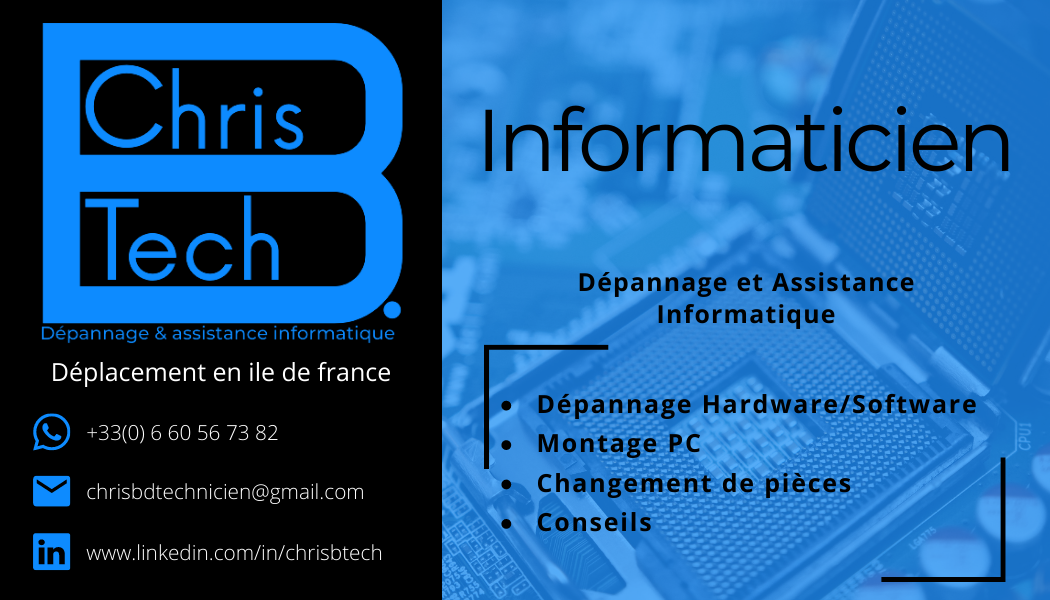 Chris
Tech
Dépannage & assistance informatique
Déplacement en ile de france
+33(0) 6 60 56 73 82
chrisbdtechnicien@gmail.com
www.linkedin.com/in/chrisbtech
Informaticien
Dépannage et Assistance
Informatique
• Dépannage Hardware/Software
• Montage PC
• Changement de pièces
• Conseils
CPU1
LGA775